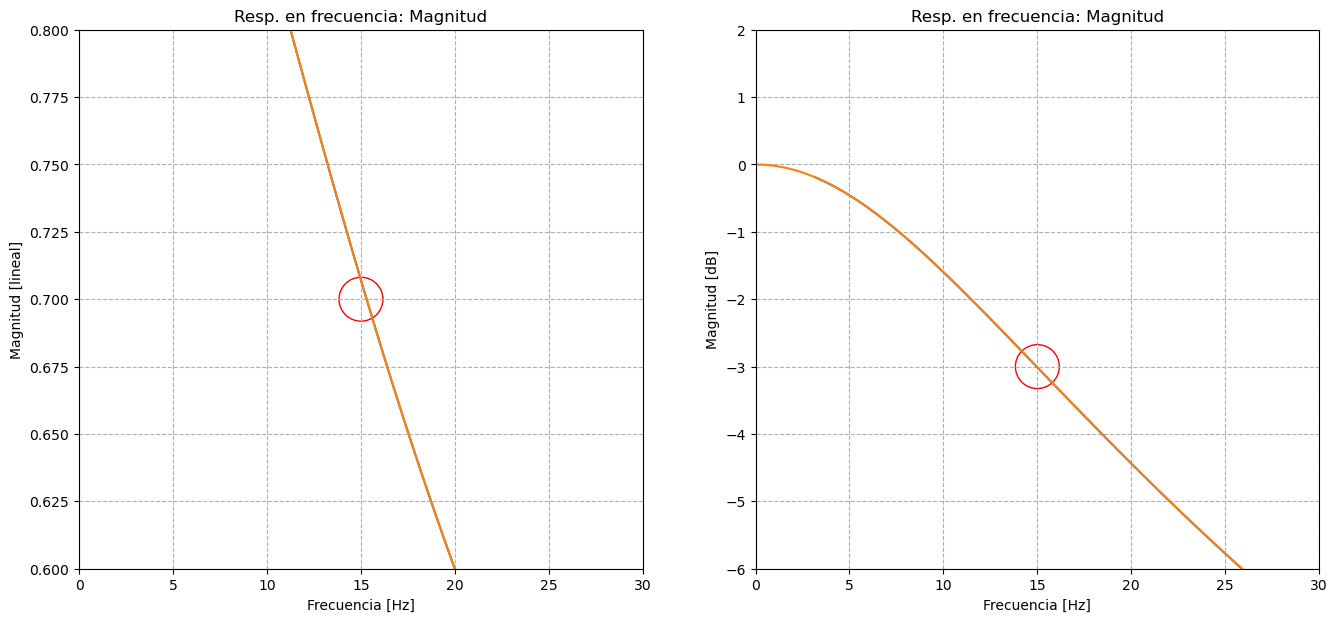 Resp. en frecuencia: Magnitud
0.800
0.775
0.750
0.725
0.700
0.675
0.650
0.625
0.600
Magnitud [lineal]
0 5 10 15 20 25 30
Frecuencia [Hz]
Resp. en frecuencia: Magnitud
2
1
0
−1
−2
−3
−4
−5
−6
Magnitud [dB]
0 5 10 15 20 25 30
Frecuencia [Hz]